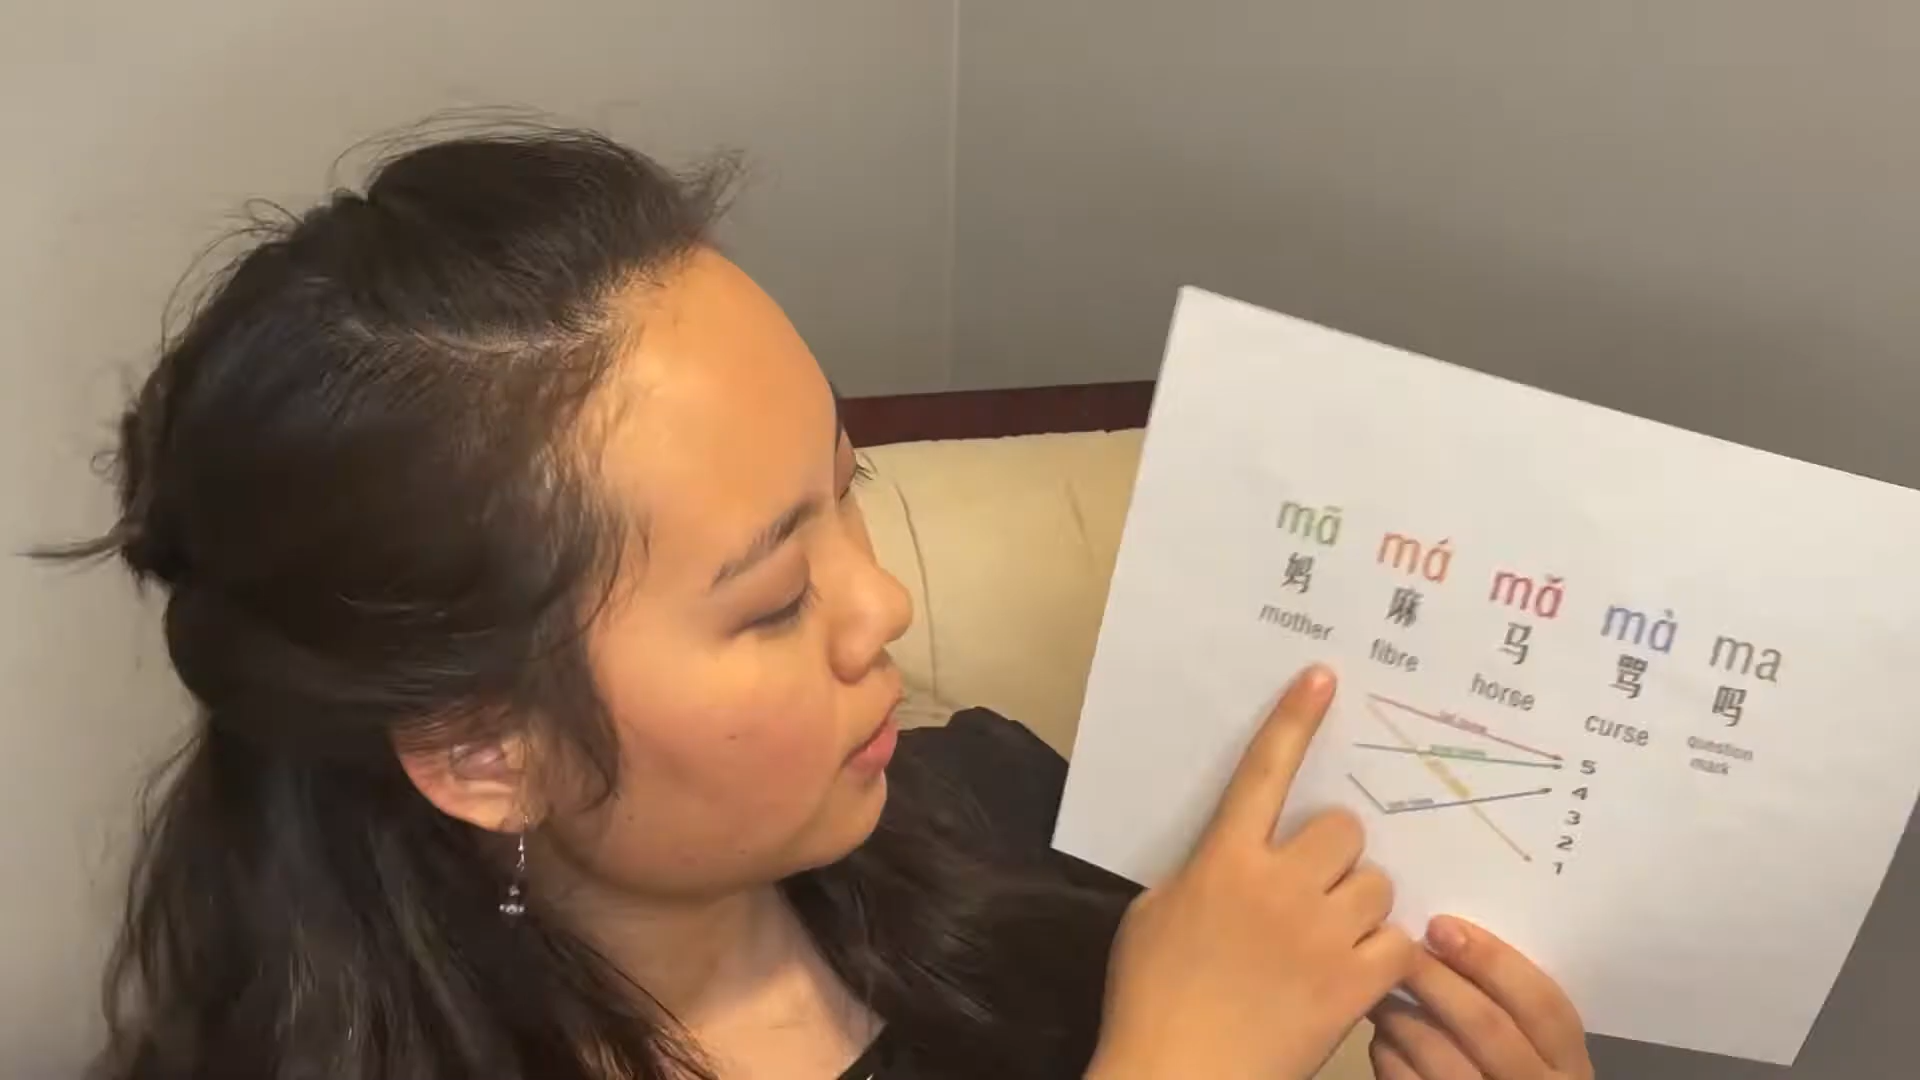 mā má mǎ mà ma
妈 麻 马 骂 吗
mother fibre horse curse question mark
5
4
3
2
1